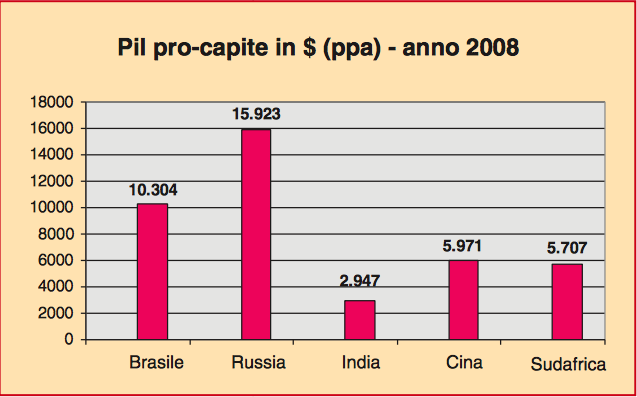 Pil pro-capite in $ (ppa) - anno 2008
18000
16000
14000
12000
10000
8000
6000
4000
2000
0
10.304
15.923
2.947
5.971
5.707
Brasile
Russia
India
Cina
Sudafrica